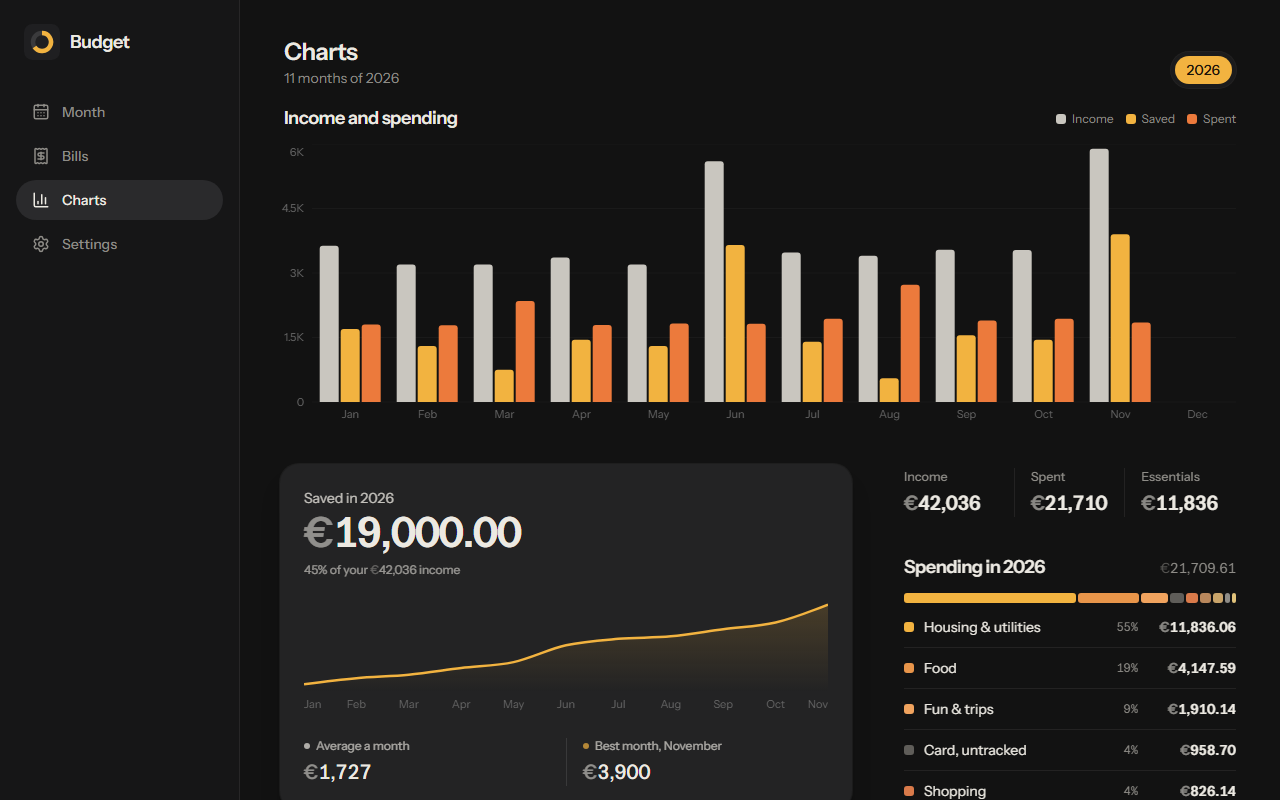 Budget
Month
Bills
Charts
Settings
Charts
11 months of 2026
2026
Income and spending
Income Saved Spent
6K
4.5K
3K
1.5K
0
Jan Feb Mar Apr May Jun Jul Aug Sep Oct Nov Dec
Saved in 2026
€19,000.00
45% of your €42,036 income
Jan Feb Mar Apr May Jun Jul Aug Sep Oct Nov
Average a month
€1,727
Best month, November
€3,900
Income Spent Essentials
€42,036 €21,710 €11,836
Spending in 2026 €21,709.61
Housing & utilities 55% €11,836.06
Food 19% €4,147.59
Fun & trips 9% €1,910.14
Card, untracked 4% €958.70
Shopping 4% €826.14